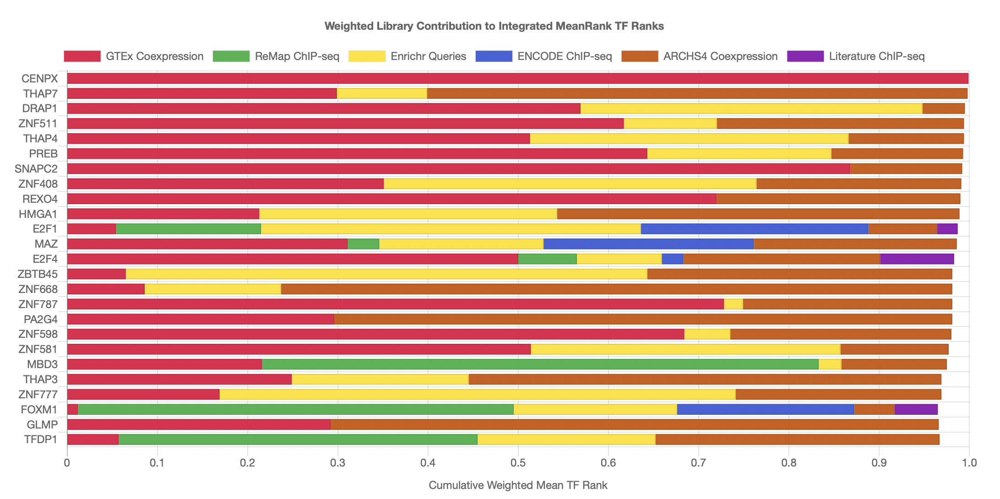 Weighted Library Contribution to Integrated MeanRank TF Ranks
GTEx Coexpression ReMap ChIP-seq Enrichr Queries ENCODE ChIP-seq ARCHS4 Coexpression Literature ChIP-seq
CENPX
THAP7
DRAP1
ZNF511
THAP4
PREB
SNAPC2
ZNF408
REXO4
HMGA1
E2F1
MAZ
E2F4
ZBTB45
ZNF668
ZNF787
PA2G4
ZNF598
ZNF581
MBD3
THAP3
ZNF777
FOXM1
GLMP
TFDP1
0 0.1 0.2 0.3 0.4 0.5 0.6 0.7 0.8 0.9 1.0
Cumulative Weighted Mean TF Rank